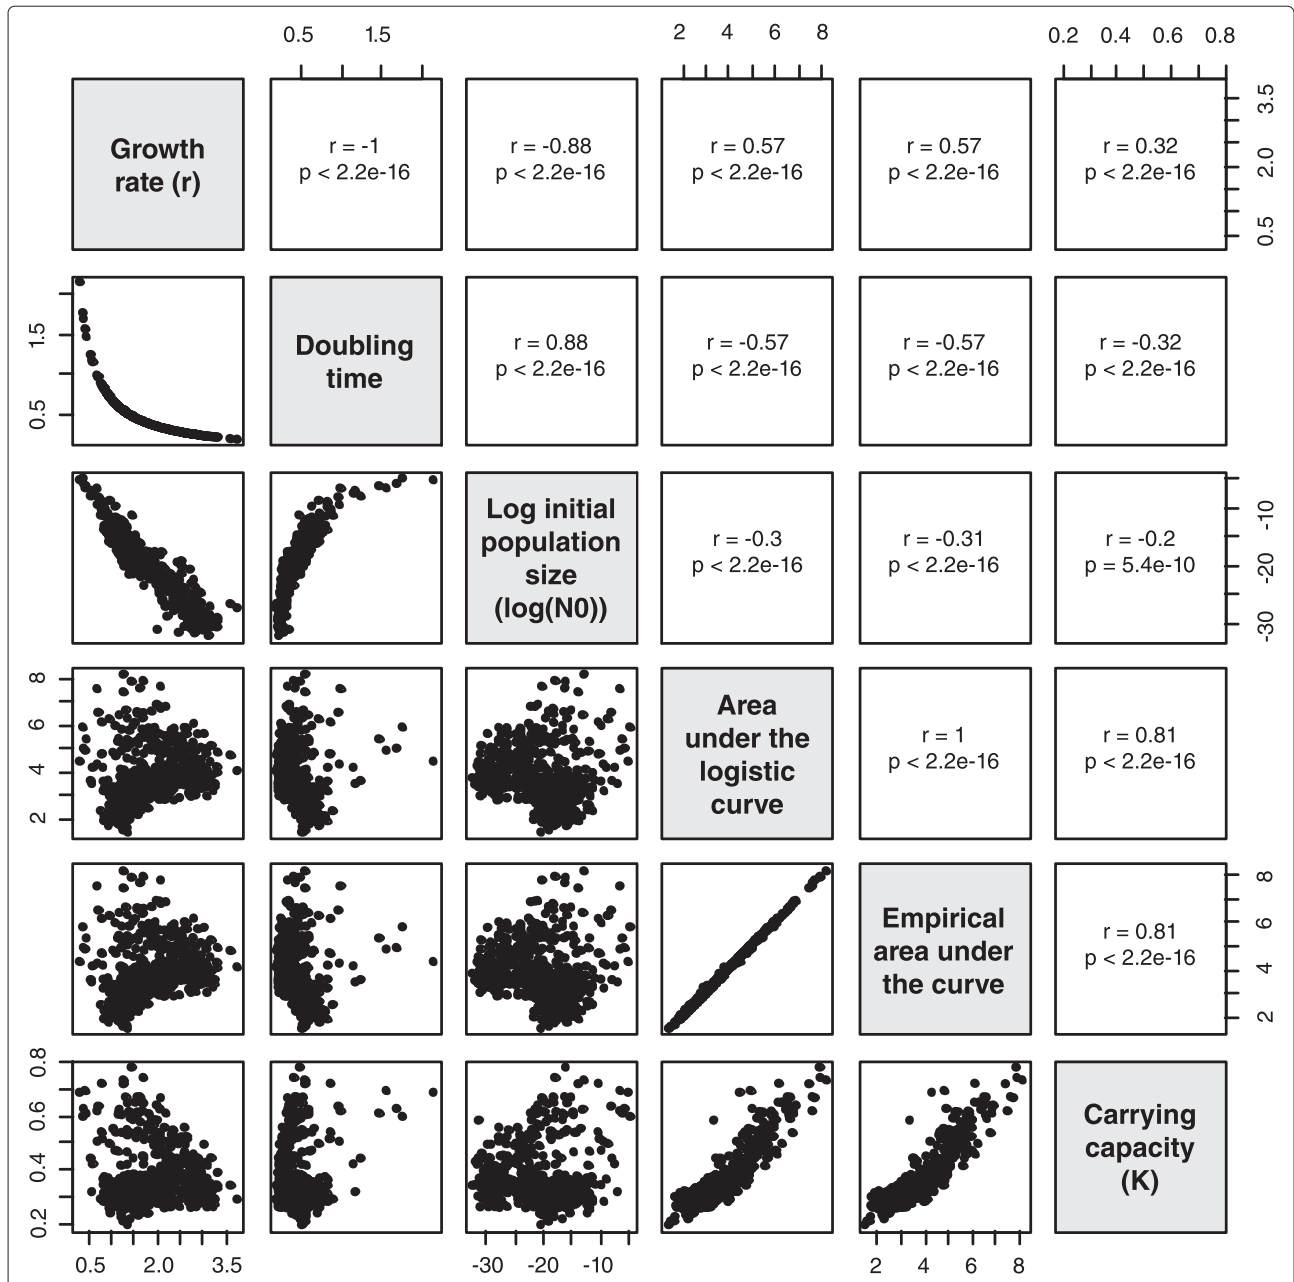 0.5 1.5 2 4 6 8 0.2 0.4 0.6 0.8
Growth
rate (r)
r = -1
p < 2.2e-16
r = -0.88
p < 2.2e-16
r = 0.57
p < 2.2e-16
r = 0.57
p < 2.2e-16
r = 0.32
p < 2.2e-16
3.5
2.0
0.5
1.5
0.5
Doubling
time
r = 0.88
p < 2.2e-16
r = -0.57
p < 2.2e-16
r = -0.57
p < 2.2e-16
r = -0.32
p < 2.2e-16
Log initial
population
size
(log(N0))
r = -0.3
p < 2.2e-16
r = -0.31
p < 2.2e-16
r = -0.2
p = 5.4e-10
-10
-20
-30
8
6
4
2
Area
under the
logistic
curve
r = 1
p < 2.2e-16
r = 0.81
p < 2.2e-16
Empirical
area under
the curve
r = 0.81
p < 2.2e-16
8
6
4
2
0.8
0.6
0.4
0.2
Carrying
capacity
(K)
0.5 2.0 3.5 -30 -20 -10 2 4 6 8